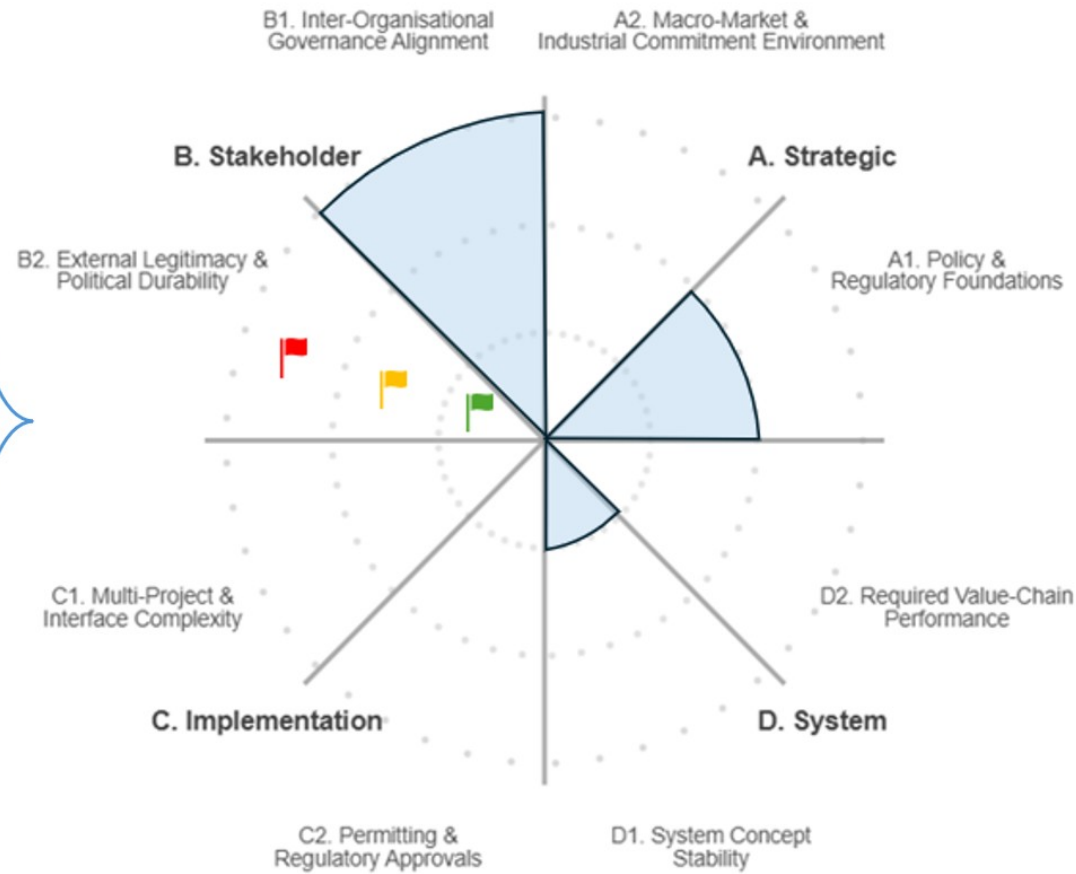 B1. Inter-Organisational
Governance Alignment
A2. Macro-Market &
Industrial Commitment Environment
B. Stakeholder
A. Strategic
B2. External Legitimacy &
Political Durability
A1. Policy &
Regulatory Foundations
C1. Multi-Project &
Interface Complexity
D2. Required Value-Chain
Performance
C. Implementation
D. System
C2. Permitting &
Regulatory Approvals
D1. System Concept
Stability